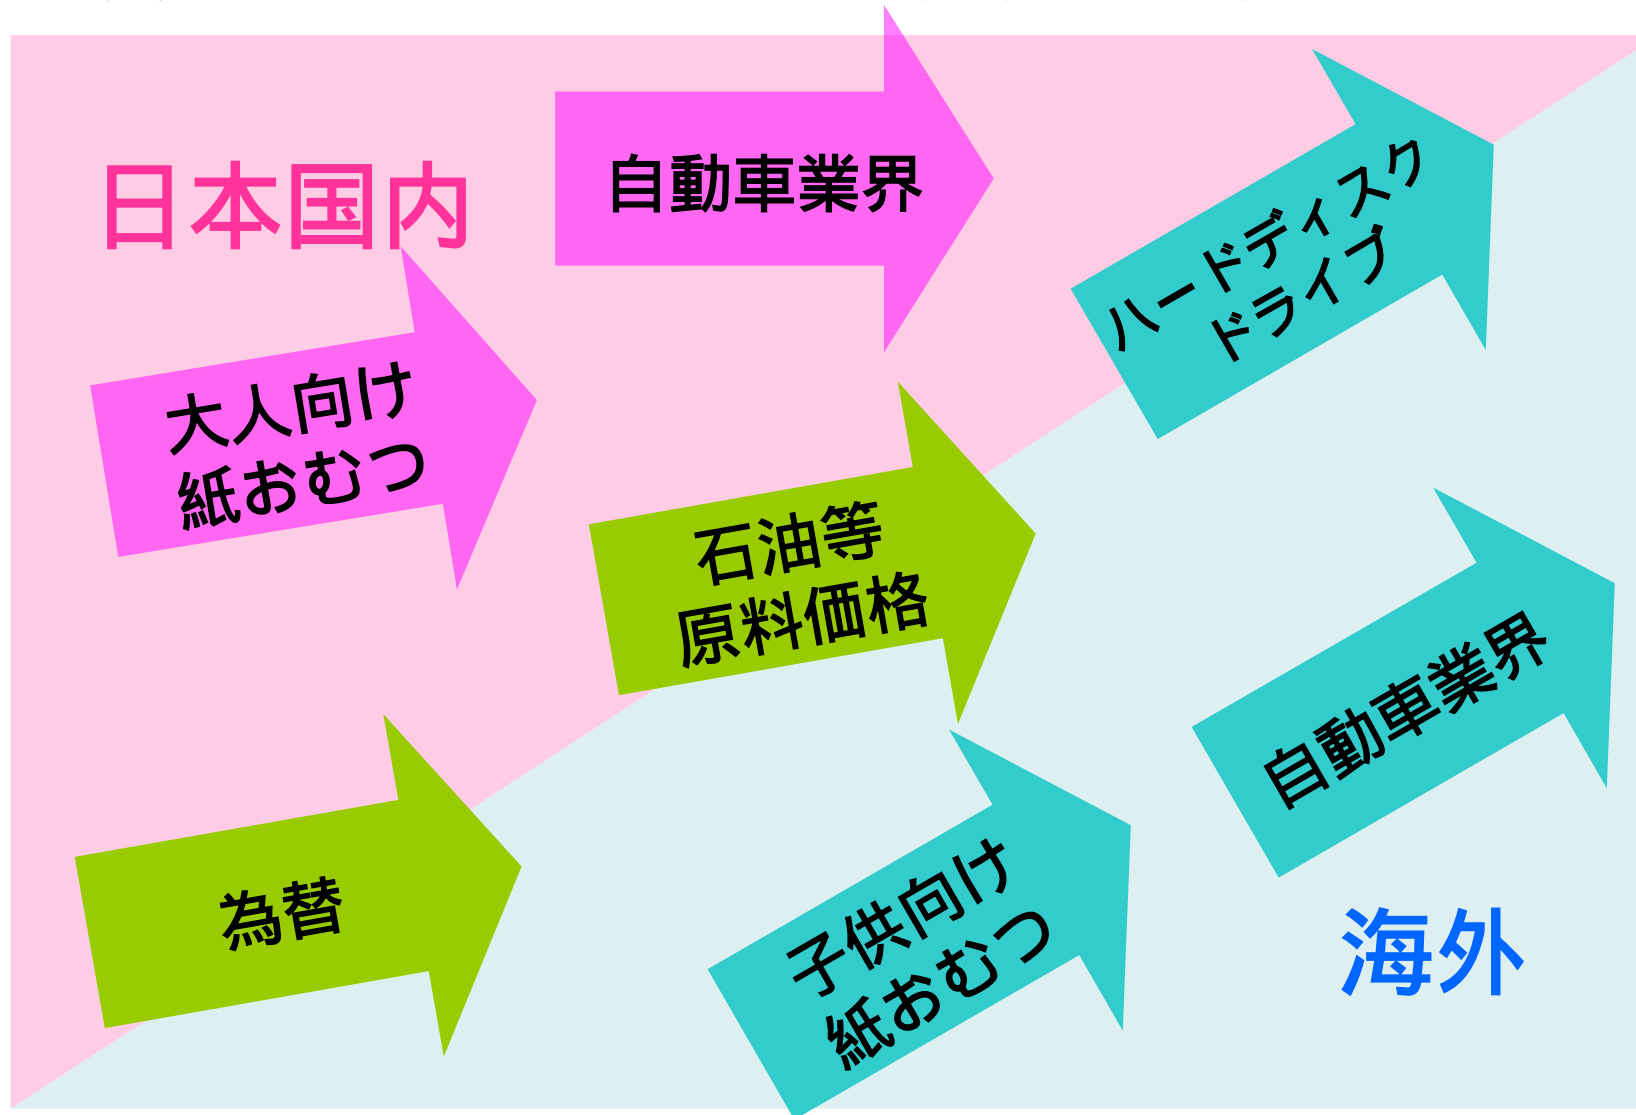 日本国内
自動車業界
ハードディスク
ドライブ
大人向け
紙おむつ
石油等
原料価格
自動車業界
為替
子供向け
紙おむつ
海外